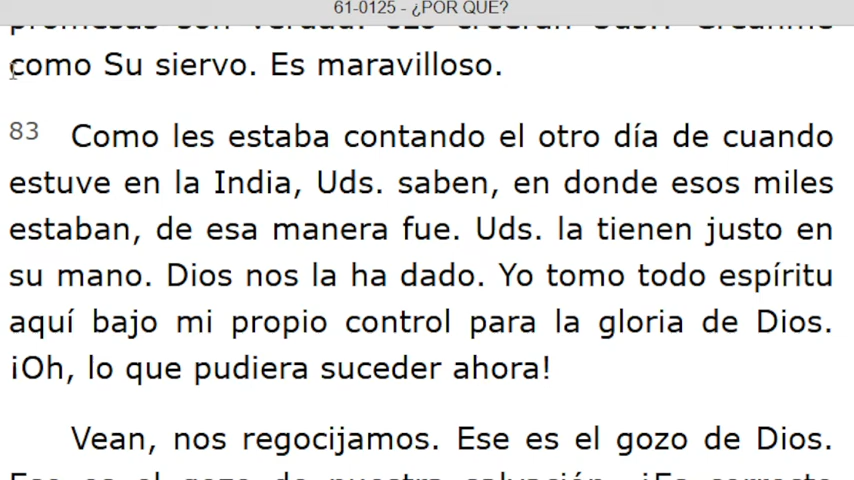 61-0125 - ¿POR QUE?
como Su siervo. Es maravilloso.
83 Como les estaba contando el otro día de cuando
estuve en la India, Uds. saben, en donde esos miles
estaban, de esa manera fue. Uds. la tienen justo en
su mano. Dios nos la ha dado. Yo tomo todo espíritu
aquí bajo mi propio control para la gloria de Dios.
¡Oh, lo que pudiera suceder ahora!
Vean, nos regocijamos. Ese es el gozo de Dios.